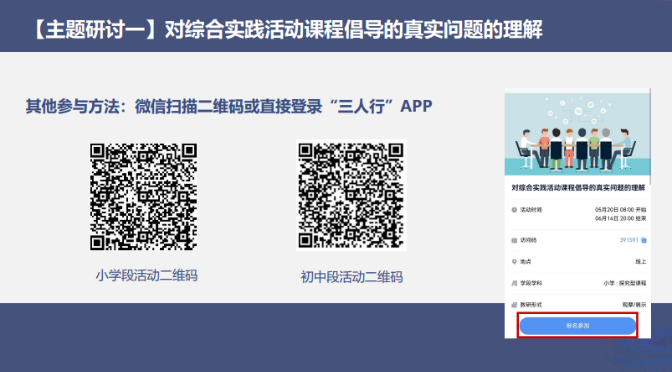 【主题研讨一】对综合实践活动课程倡导的真实问题的理解
其他参与方法：微信扫描二维码或直接登录“三人行”APP
小学段活动二维码
初中段活动二维码
对综合实践活动课程倡导的真实问题的理解
活动时间
05月20日 08:00 开始
06月14日 20:00 结束
访问码
391591
地点
线上
学段学科
小学 : 探究型课程
教研形式
观摩/展示
报名参加